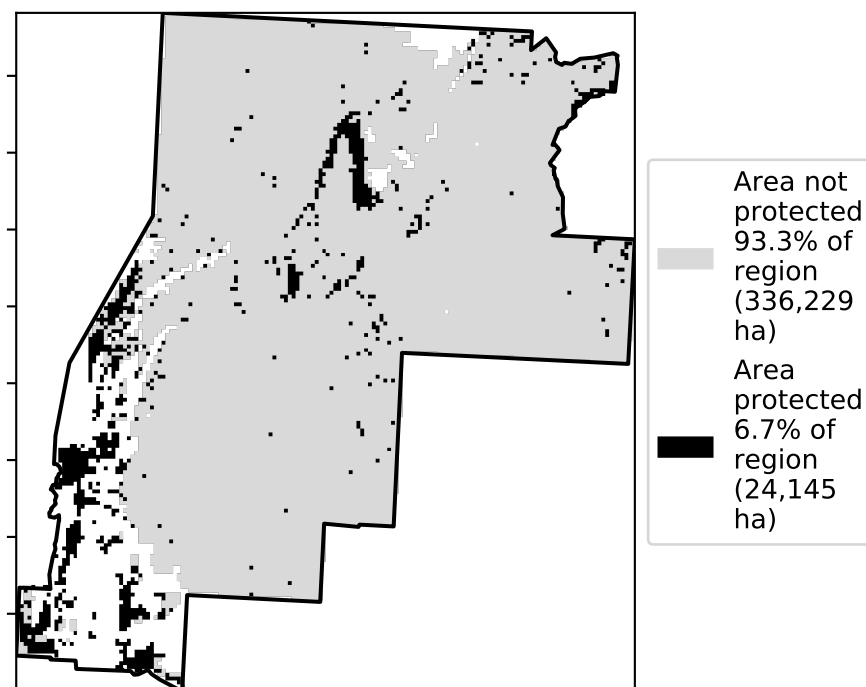 Area not
protected
93.3% of
region
(336,229
ha)
Area
protected
6.7% of
region
(24,145
ha)